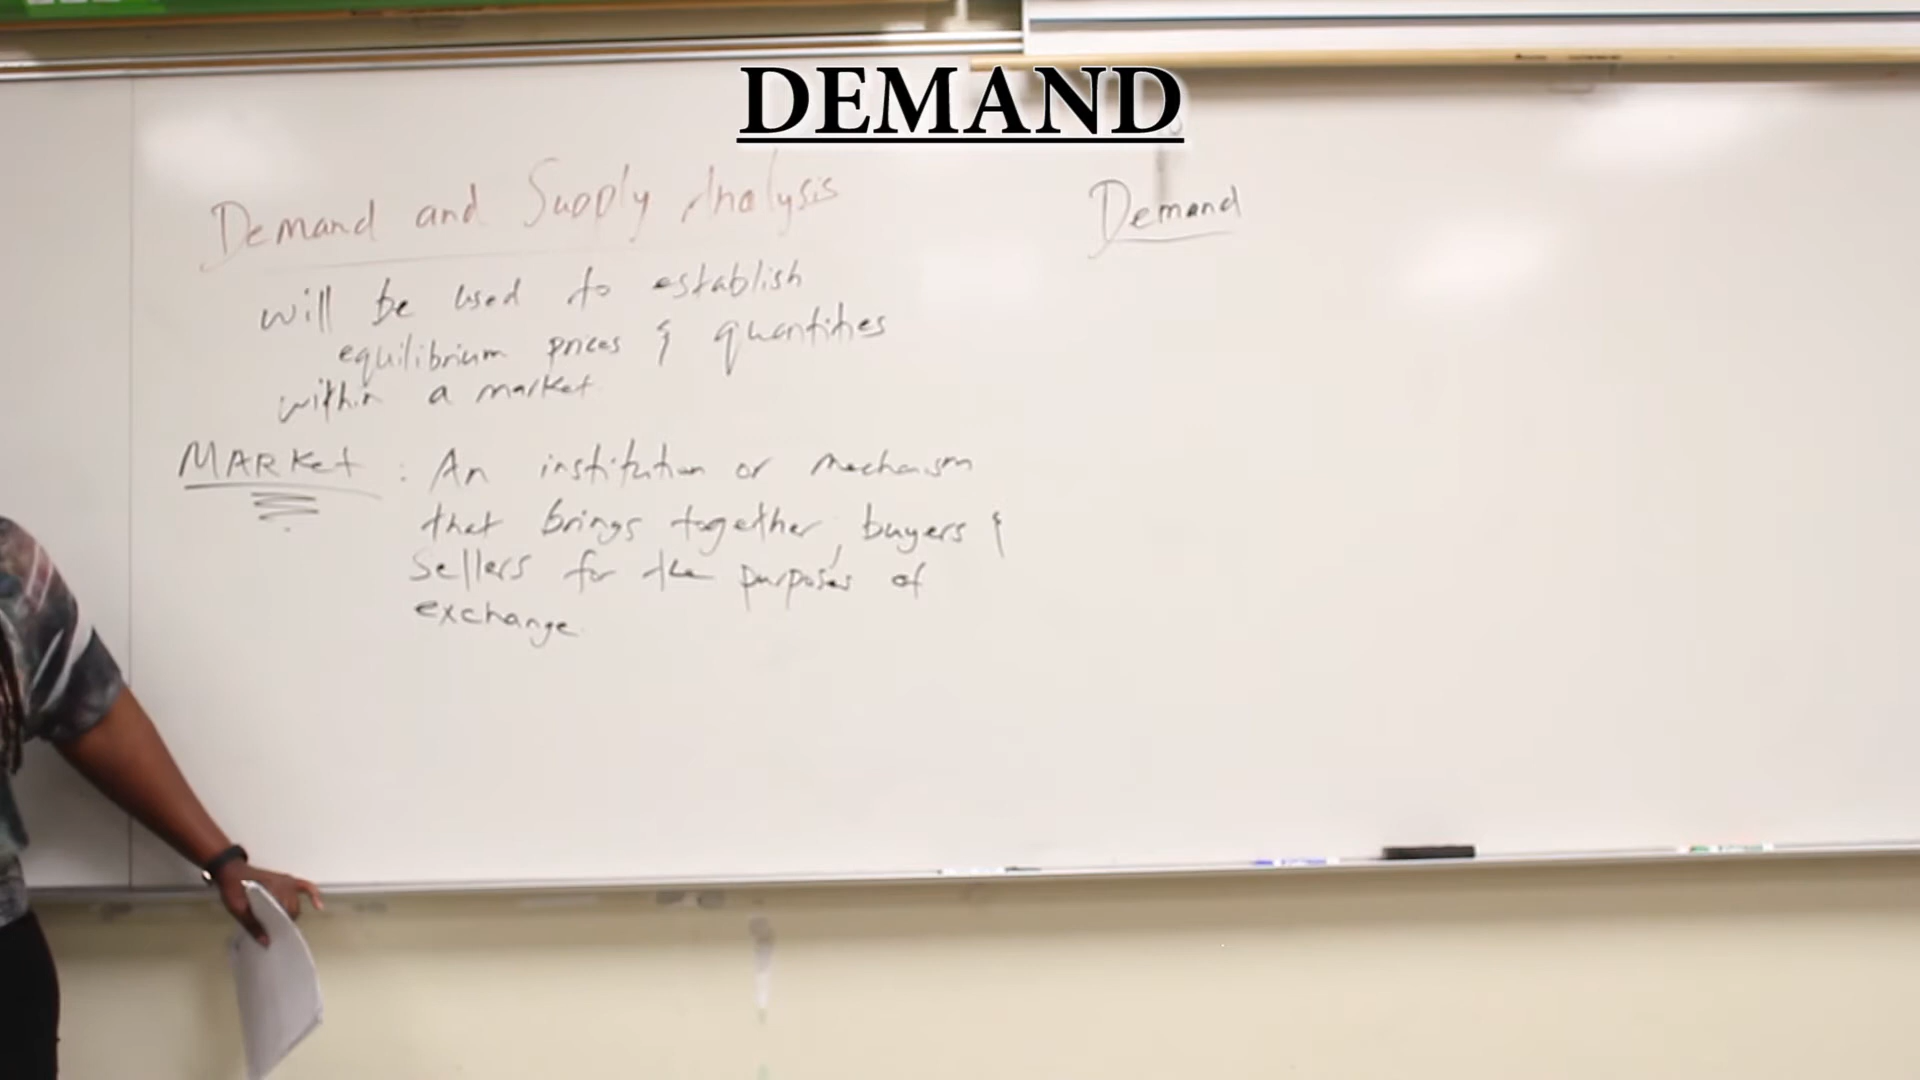 DEMAND
Demand and Supply Analysis
will be used to establish
equilibrium prices & quantities
within a market
MARKET : An institution or mechanism
that brings together, buyers &
sellers for the purposes of
exchange.
Demand